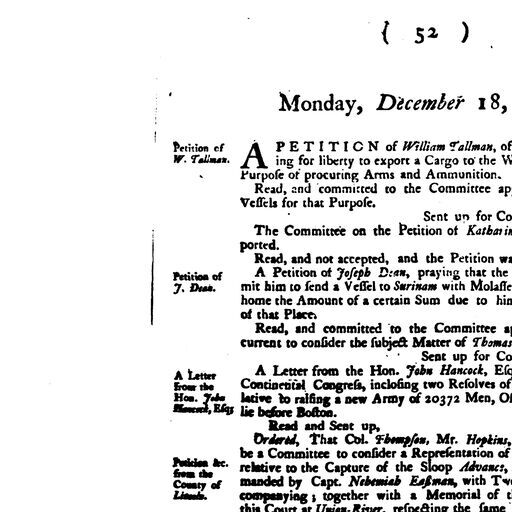 ( 52 )
Monday, December 18,
Petition of
W. Tallman.
A PETITION of William Tallman, of
ing for liberty to export a Cargo to the W
Purpose of procuring Arms and Ammunition.
Read, and committed to the Committee ap
Vessels for that Purpose.
Sent up for Co
The Committee on the Petition of Katharin
ported.
Read, and not accepted, and the Petition wa
Petition of
J. Dean.
A Petition of Joseph Dean, praying that the
mit him to send a Vessel to Surinam with Molasse
home the Amount of a certain Sum due to him
of that Place.
Read, and committed to the Committee ap
current to consider the subject Matter of Thomas
Sent up for Co
A Letter
from the
Hon. John
Hancock, Esq;
A Letter from the Hon. John Hancock, Esq
Continental Congress, inclosing two Resolves of
lative to raising a new Army of 20372 Men, Of
lie before Boston.
Read and Sent up,
Ordered, That Col. Thompson, Mr. Hopkins,
be a Committee to consider a Representation of
Petition &c.
from the
County of
Lincoln.
relative to the Capture of the Sloop Advance,
manded by Capt. Nehemiah Eastman, with Tw
companying; together with a Memorial of t
this Court at Union-River, respecting the same